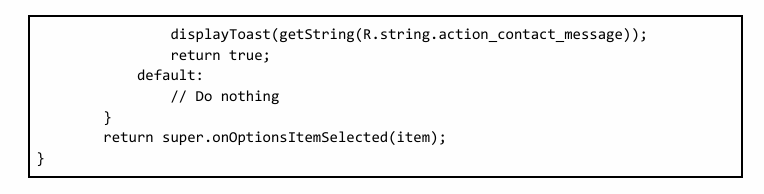 displayToast(getString(R.string.action_contact_message));
                return true;
            default:
                // Do nothing
        }
        return super.onOptionsItemSelected(item);
}